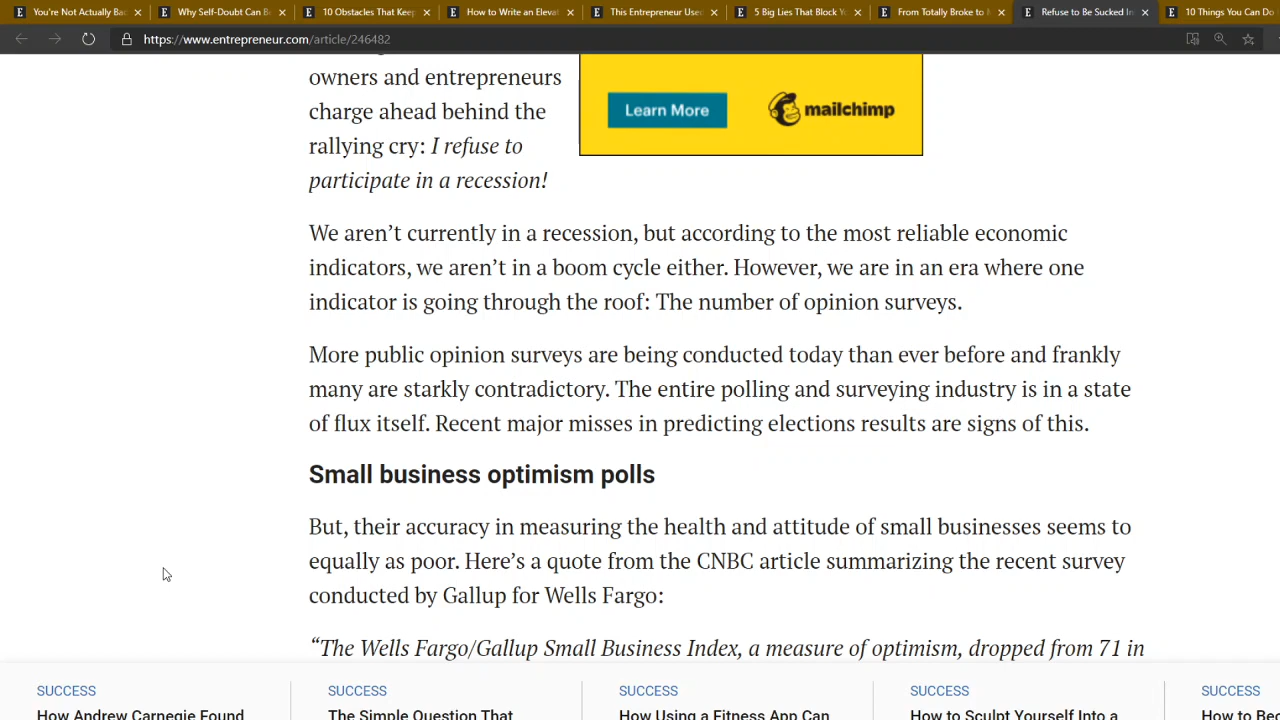 You're Not Actually Ba
Why Self-Doubt Can B
10 Obstacles That Keep
How to Write an Eleva
This Entrepreneur Used
5 Big Lies That Block Y
From Totally Broke to
Refuse to Be Sucked In
10 Things You Can Do
https://www.entrepreneur.com/article/246482
owners and entrepreneurs
charge ahead behind the
rallying cry: I refuse to
participate in a recession!
Learn More
mailchimp
We aren’t currently in a recession, but according to the most reliable economic
indicators, we aren’t in a boom cycle either. However, we are in an era where one
indicator is going through the roof: The number of opinion surveys.
More public opinion surveys are being conducted today than ever before and frankly
many are starkly contradictory. The entire polling and surveying industry is in a state
of flux itself. Recent major misses in predicting elections results are signs of this.
Small business optimism polls
But, their accuracy in measuring the health and attitude of small businesses seems to
equally as poor. Here’s a quote from the CNBC article summarizing the recent survey
conducted by Gallup for Wells Fargo:
“The Wells Fargo/Gallup Small Business Index, a measure of optimism, dropped from 71 in
SUCCESS
How Andrew Carnegie Found
SUCCESS
The Simple Question That
SUCCESS
How Using a Fitness App Can
SUCCESS
How to Sculpt Yourself Into a
SUCCESS
How to Bec